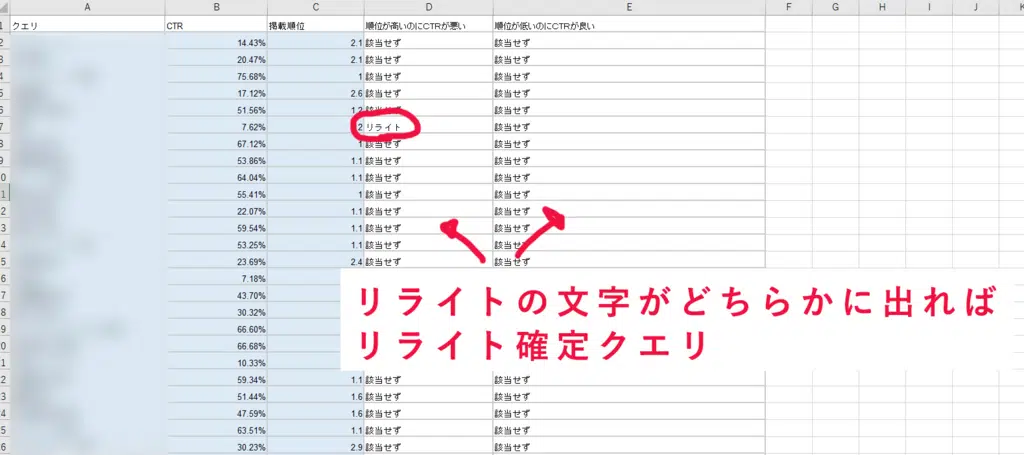 A B C D E F G H I J K
1 クエリ CTR 掲載順位 順位が高いのにCTRが悪い 順位が低いのにCTRが良い
2 14.43% 2.1 該当せず 該当せず
3 20.47% 2.1 該当せず 該当せず
4 75.68% 1 該当せず 該当せず
5 17.12% 2.6 該当せず 該当せず
6 51.56% 1.2 該当せず 該当せず
7 7.62% 2 リライト 該当せず
8 67.12% 1 該当せず 該当せず
9 53.86% 1.1 該当せず 該当せず
0 64.04% 1.1 該当せず 該当せず
1 55.41% 1 該当せず 該当せず
2 22.07% 1.1 該当せず 該当せず
3 59.54% 1.1 該当せず 該当せず
4 53.25% 1.1 該当せず 該当せず
5 23.69% 2.4 該当せず 該当せず
6 7.18%
7 43.70%
8 30.32%
9 66.60%
0 66.68%
1 10.33%
リライトの文字がどちらかに出れば
リライト確定クエリ
22 59.34% 1.1 該当せず 該当せず
23 51.44% 1.6 該当せず 該当せず
24 47.59% 1.6 該当せず 該当せず
25 63.51% 1.1 該当せず 該当せず
26 30.23% 2.9 該当せず 該当せず